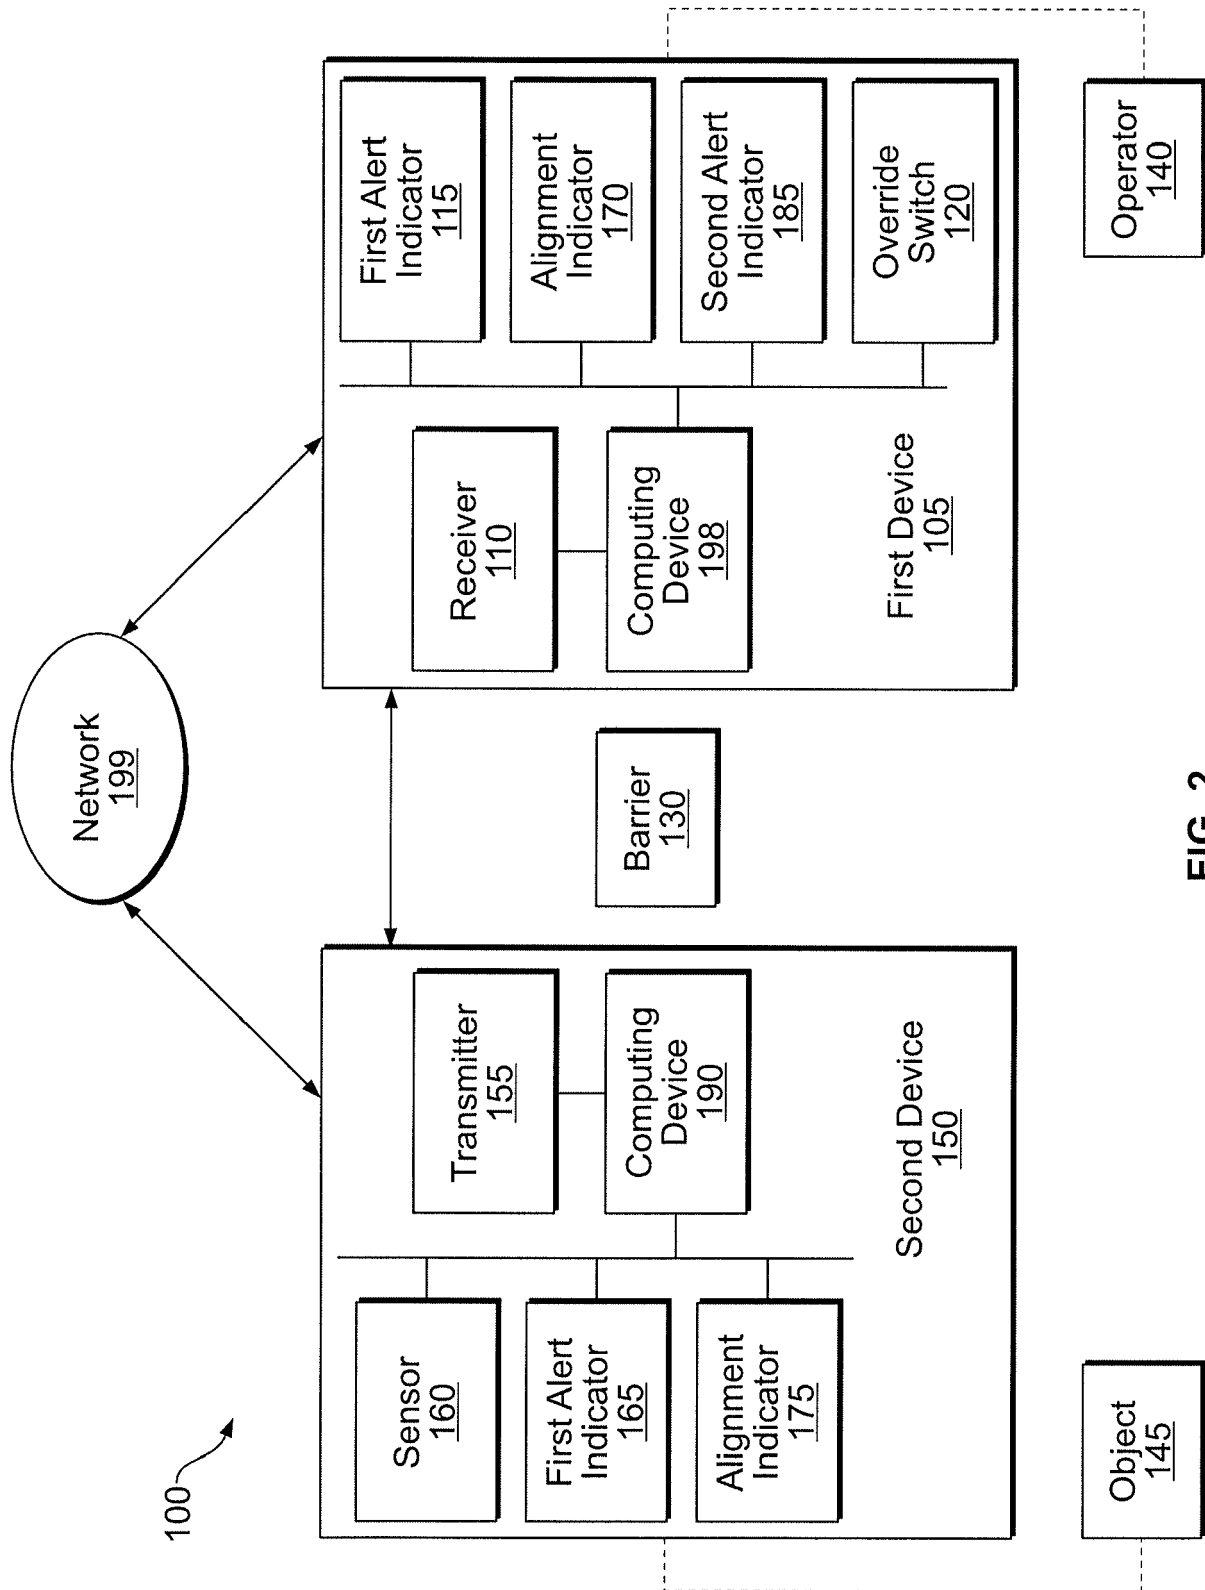 100
Network
199
Sensor
160
First Alert
Indicator
165
Alignment
Indicator
175
Transmitter
155
Computing
Device
190
Second Device
150
Barrier
130
Receiver
110
Computing
Device
198
First Device
105
First Alert
Indicator
115
Alignment
Indicator
170
Second Alert
Indicator
185
Override
Switch
120
Object
145
Operator
140
FIG. 2